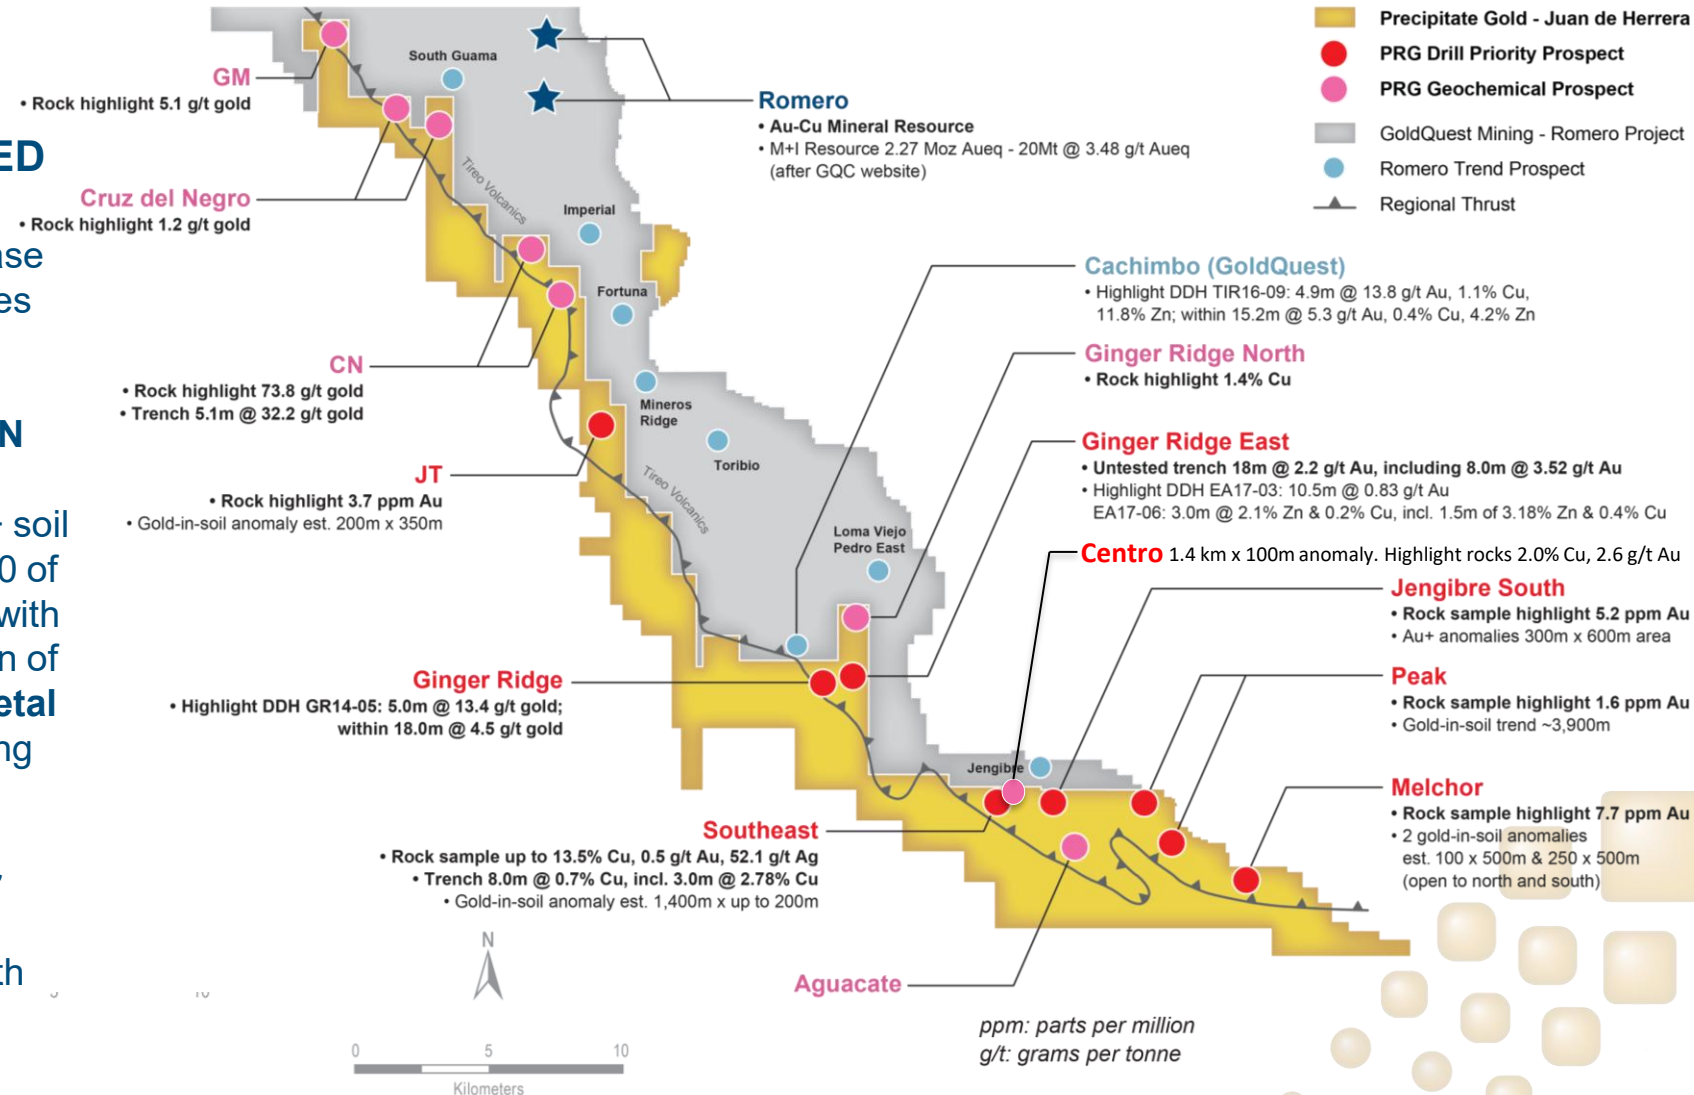 ED
ase
es
N
+ soil
0 of
with
n of
etal
ng
th
GM
• Rock highlight 5.1 g/t gold
Cruz del Negro
• Rock highlight 1.2 g/t gold
CN
• Rock highlight 73.8 g/t gold
• Trench 5.1m @ 32.2 g/t gold
JT
• Rock highlight 3.7 ppm Au
• Gold-in-soil anomaly est. 200m x 350m
Ginger Ridge
• Highlight DDH GR14-05: 5.0m @ 13.4 g/t gold;
within 18.0m @ 4.5 g/t gold
Southeast
• Rock sample up to 13.5% Cu, 0.5 g/t Au, 52.1 g/t Ag
• Trench 8.0m @ 0.7% Cu, incl. 3.0m @ 2.78% Cu
• Gold-in-soil anomaly est. 1,400m x up to 200m
Aguacate
South Guama
Tireo Volcanics
Imperial
Fortuna
Mineros
Ridge
Toribio
Tireo Volcanics
Loma Viejo
Pedro East
Jengibre
Romero
• Au-Cu Mineral Resource
• M+I Resource 2.27 Moz Aueq - 20Mt @ 3.48 g/t Aueq
(after GQC website)
Precipitate Gold - Juan de Herrera
PRG Drill Priority Prospect
PRG Geochemical Prospect
GoldQuest Mining - Romero Project
Romero Trend Prospect
Regional Thrust
Cachimbo (GoldQuest)
• Highlight DDH TIR16-09: 4.9m @ 13.8 g/t Au, 1.1% Cu,
11.8% Zn; within 15.2m @ 5.3 g/t Au, 0.4% Cu, 4.2% Zn
Ginger Ridge North
• Rock highlight 1.4% Cu
Ginger Ridge East
• Untested trench 18m @ 2.2 g/t Au, including 8.0m @ 3.52 g/t Au
• Highlight DDH EA17-03: 10.5m @ 0.83 g/t Au
EA17-06: 3.0m @ 2.1% Zn & 0.2% Cu, incl. 1.5m of 3.18% Zn & 0.4% Cu
Centro 1.4 km x 100m anomaly. Highlight rocks 2.0% Cu, 2.6 g/t Au
Jengibre South
• Rock sample highlight 5.2 ppm Au
• Au+ anomalies 300m x 600m area
Peak
• Rock sample highlight 1.6 ppm Au
• Gold-in-soil trend ~3,900m
Melchor
• Rock sample highlight 7.7 ppm Au
• 2 gold-in-soil anomalies
est. 100 x 500m & 250 x 500m
(open to north and south)
N
0 5 10
Kilometers
ppm: parts per million
g/t: grams per tonne